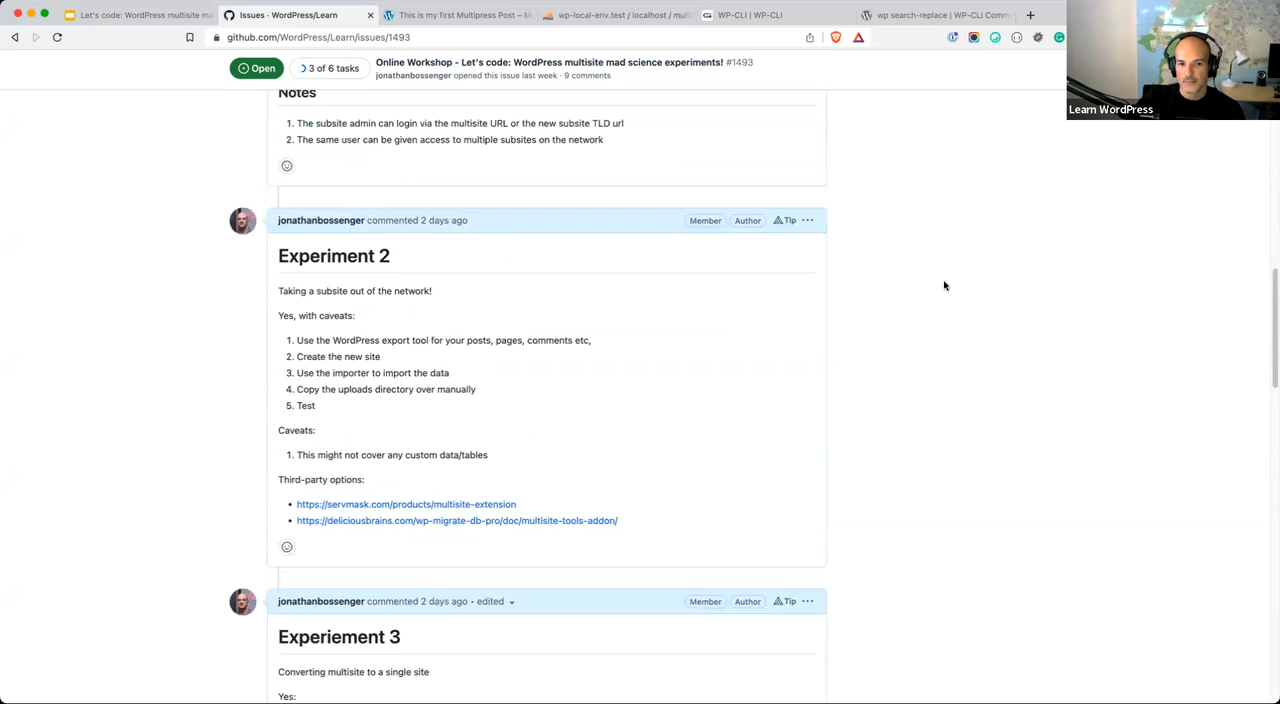 Let's code: WordPress multisite ma
Issues · WordPress/Learn
This is my first Multipress Post – M
wp-local-env.test / localhost / mult
WP-CLI | WP-CLI
wp search-replace | WP-CLI Comm
github.com/WordPress/Learn/issues/1493
Open
3 of 6 tasks
Online Workshop - Let's code: WordPress multisite mad science experiments! #1493
jonathanbossenger opened this issue last week · 9 comments
Learn WordPress
Notes
1. The subsite admin can login via the multisite URL or the new subsite TLD url
2. The same user can be given access to multiple subsites on the network
jonathanbossenger commented 2 days ago
Member
Author
Tip
Experiment 2
Taking a subsite out of the network!
Yes, with caveats:
1. Use the WordPress export tool for your posts, pages, comments etc,
2. Create the new site
3. Use the importer to import the data
4. Copy the uploads directory over manually
5. Test
Caveats:
1. This might not cover any custom data/tables
Third-party options:
• https://servmask.com/products/multisite-extension
• https://deliciousbrains.com/wp-migrate-db-pro/doc/multisite-tools-addon/
jonathanbossenger commented 2 days ago · edited
Member
Author
Tip
Experiement 3
Converting multisite to a single site
Yes: